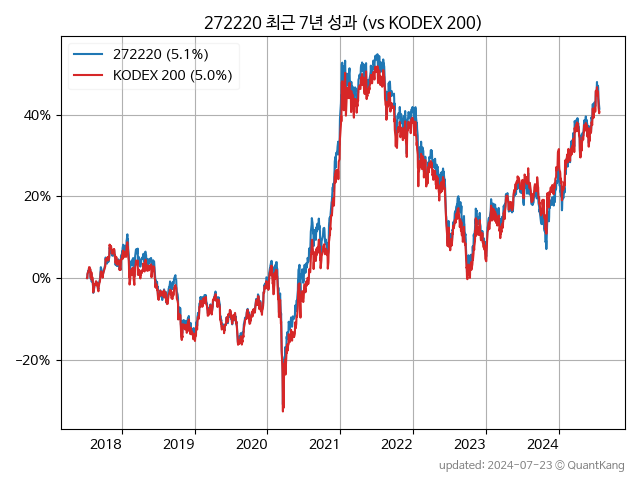 272220 최근 7년 성과 (vs KODEX 200)
272220 (5.1%)
KODEX 200 (5.0%)
40%
20%
0%
−20%
2018 2019 2020 2021 2022 2023 2024
updated: 2024-07-23 © QuantKang